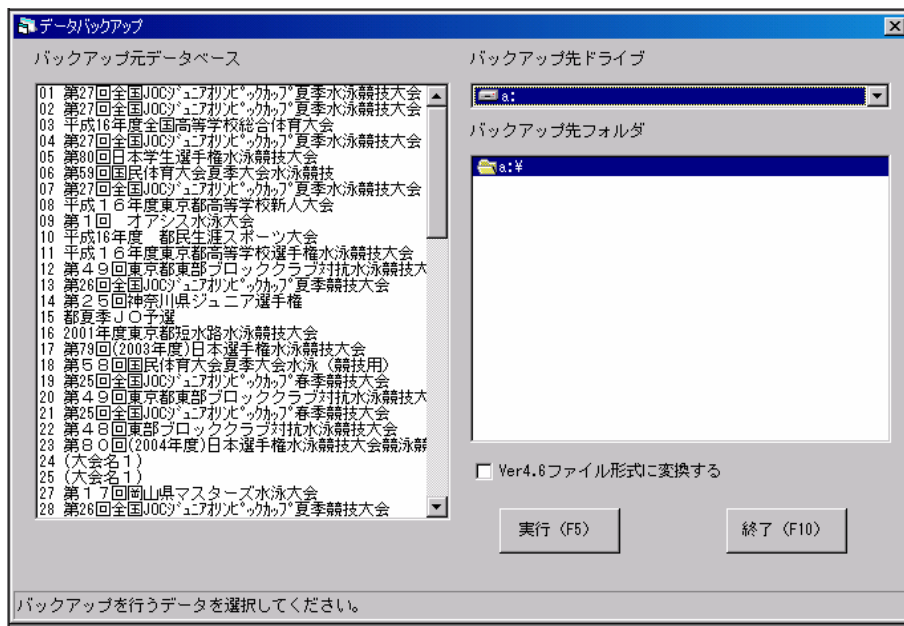 データバックアップ
バックアップ元データベース
01 第27回全国JOCジュニアオリンピックカップ夏季水泳競技大会
02 第27回全国JOCジュニアオリンピックカップ夏季水泳競技大会
03 平成16年度全国高等学校総合体育大会
04 第27回全国JOCジュニアオリンピックカップ夏季水泳競技大会
05 第80回日本学生選手権水泳競技大会
06 第59回国民体育大会夏季大会水泳競技
07 第27回全国JOCジュニアオリンピックカップ夏季水泳競技大会
08 平成16年度東京都高等学校新人大会
09 第1回 オアシス水泳大会
10 平成16年度 都民生涯スポーツ大会
11 平成16年度東京都高等学校選手権水泳競技大会
12 第49回東京都東部ブロッククラブ対抗水泳競技大
13 第26回全国JOCジュニアオリンピックカップ夏季競技大会
14 第25回神奈川県ジュニア選手権
15 都夏季JO予選
16 2001年度東京都短水路水泳競技大会
17 第79回(2003年度)日本選手権水泳競技大会
18 第58回国民体育大会夏季大会水泳(競技用)
19 第25回全国JOCジュニアオリンピックカップ春季競技大会
20 第49回東京都東部ブロッククラブ対抗水泳競技大
21 第25回全国JOCジュニアオリンピックカップ春季競技大会
22 第48回東部ブロッククラブ対抗水泳競技大会
23 第80回(2004年度)日本選手権水泳競技大会競泳競
24 (大会名1)
25 (大会名1)
27 第17回岡山県マスターズ水泳大会
28 第26回全国JOCジュニアオリンピックカップ夏季競技大会
バックアップ先ドライブ
a:
バックアップ先フォルダ
a:¥
Ver4.6ファイル形式に変換する
実行 (F5)
終了 (F10)
バックアップを行うデータを選択してください。